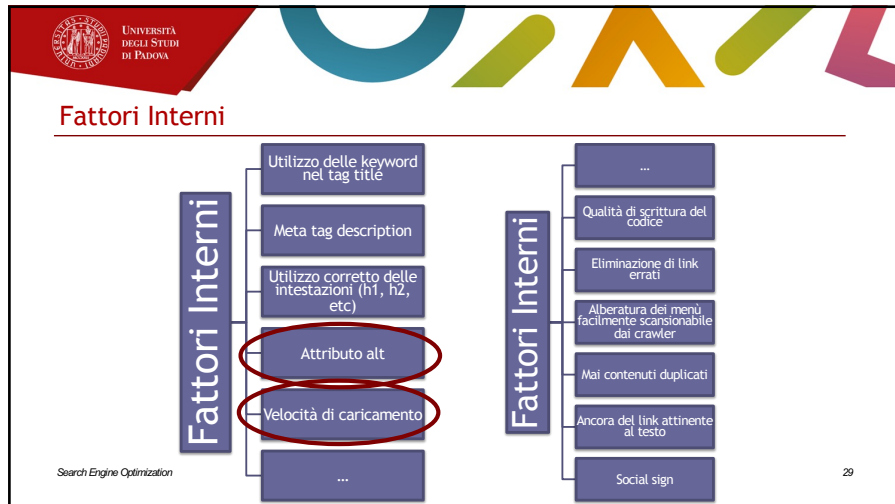 UNIVERSITÀ
DEGLI STUDI
DI PADOVA
Fattori Interni
Fattori Interni
Utilizzo delle keyword
nel tag title
Meta tag description
Utilizzo corretto delle
intestazioni (h1, h2,
etc)
Attributo alt
Velocità di caricamento
...
Fattori Interni
...
Qualità di scrittura del
codice
Eliminazione di link
errati
Alberatura dei menù
facilmente scansionabile
dai crawler
Mai contenuti duplicati
Ancora del link attinente
al testo
Social sign
Search Engine Optimization
29